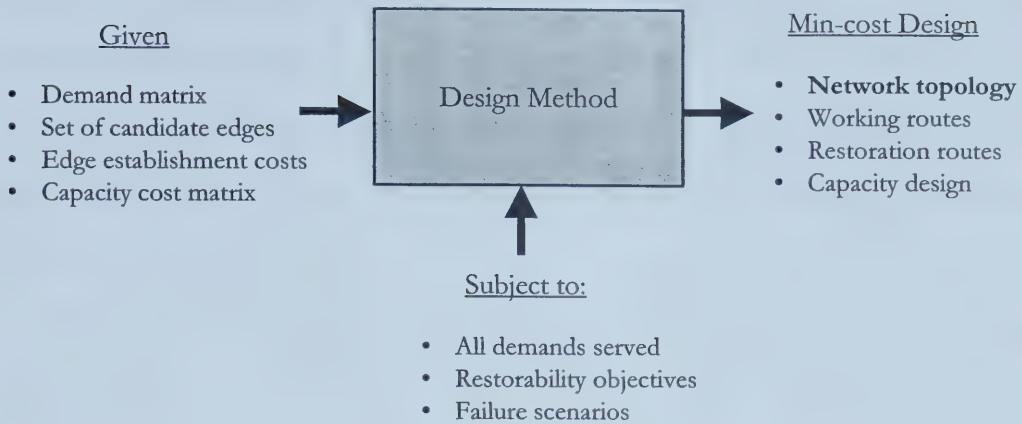 Given
• Demand matrix
• Set of candidate edges
• Edge establishment costs
• Capacity cost matrix
Design Method
Min-cost Design
• Network topology
• Working routes
• Restoration routes
• Capacity design
Subject to:
• All demands served
• Restorability objectives
• Failure scenarios